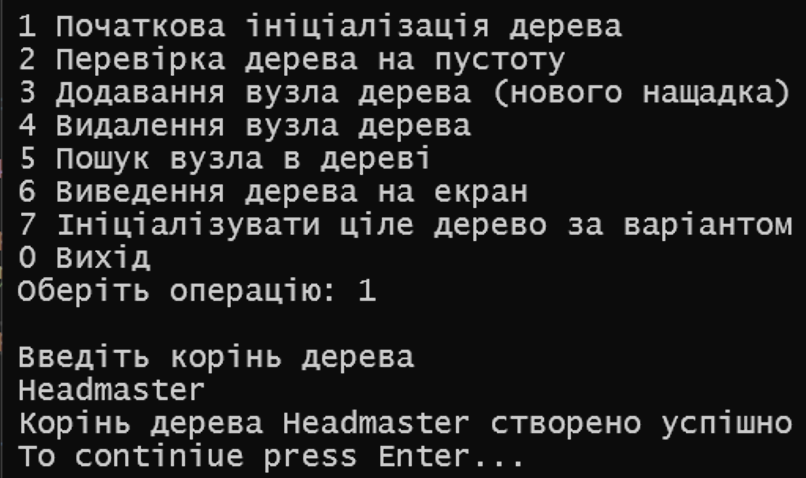 1 Початкова ініціалізація дерева
2 Перевірка дерева на пустоту
3 Додавання вузла дерева (нового нащадка)
4 Видалення вузла дерева
5 Пошук вузла в дереві
6 Виведення дерева на екран
7 Ініціалізувати ціле дерево за варіантом
0 Вихід
Оберіть операцію: 1
Введіть корінь дерева
Headmaster
Корінь дерева Headmaster створено успішно
To continiue press Enter...